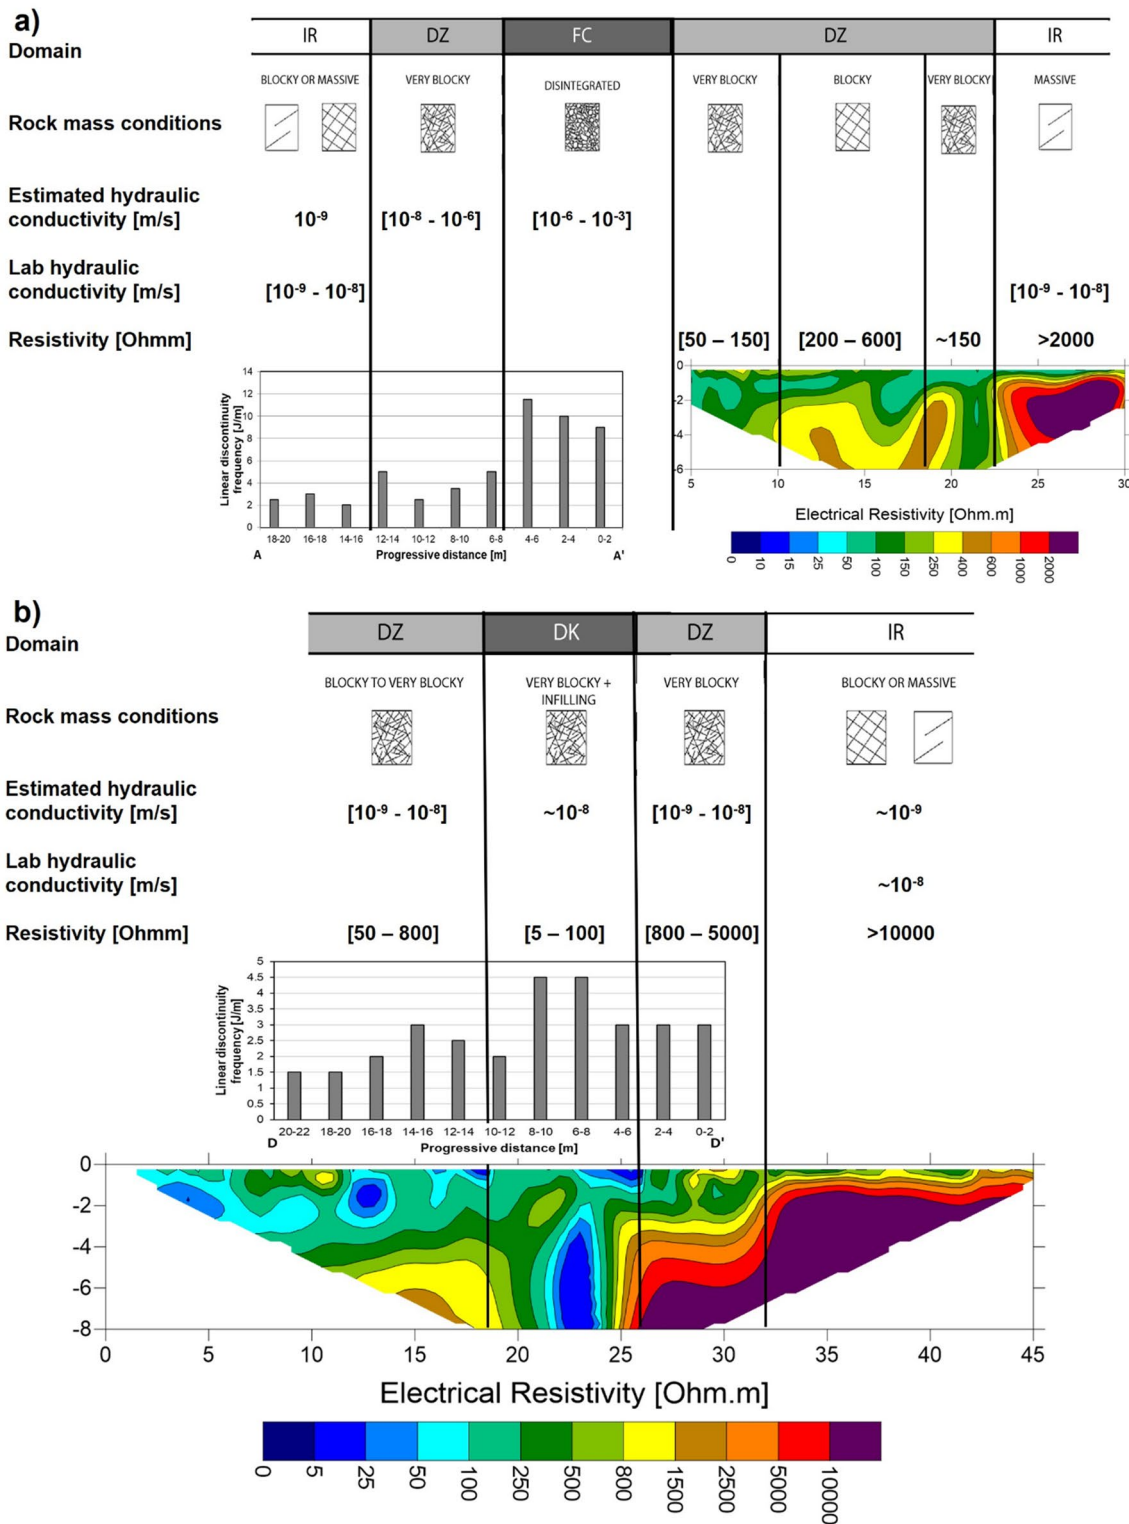 a)
Domain
IR DZ FC DZ IR
BLOCKY OR MASSIVE VERY BLOCKY DISINTEGRATED VERY BLOCKY BLOCKY VERY BLOCKY MASSIVE
Rock mass conditions
Estimated hydraulic
conductivity [m/s] 10⁻⁹ [10⁻⁸ - 10⁻⁶] [10⁻⁶ - 10⁻³]
Lab hydraulic
conductivity [m/s] [10⁻⁹ - 10⁻⁸] [10⁻⁹ - 10⁻⁸]
Resistivity [Ohmm] [50 – 150] [200 – 600] ~150 >2000
Linear discontinuity
frequency [J/m]
14
12
10
8
6
4
2
0
18-20 16-18 14-16 12-14 10-12 8-10 6-8 4-6 2-4 0-2
A Progressive distance [m] A'
0
-2
-4
-6
5 10 15 20 25 30
Electrical Resistivity [Ohm.m]
0 10 15 25 50 100 150 250 400 600 1000 2000
b)
Domain
DZ DK DZ IR
BLOCKY TO VERY BLOCKY VERY BLOCKY + VERY BLOCKY BLOCKY OR MASSIVE
INFILLING
Rock mass conditions
Estimated hydraulic
conductivity [m/s] [10⁻⁹ - 10⁻⁸] ~10⁻⁸ [10⁻⁹ - 10⁻⁸] ~10⁻⁹
Lab hydraulic
conductivity [m/s] ~10⁻⁸
Resistivity [Ohmm] [50 – 800] [5 – 100] [800 – 5000] >10000
Linear discontinuity
frequency [J/m]
5
4.5
4
3.5
3
2.5
2
1.5
1
0.5
0
20-22 18-20 16-18 14-16 12-14 10-12 8-10 6-8 4-6 2-4 0-2
D Progressive distance [m] D'
0
-2
-4
-6
-8
0 5 10 15 20 25 30 35 40 45
Electrical Resistivity [Ohm.m]
0 5 25 50 100 250 500 800 1500 2500 5000 10000